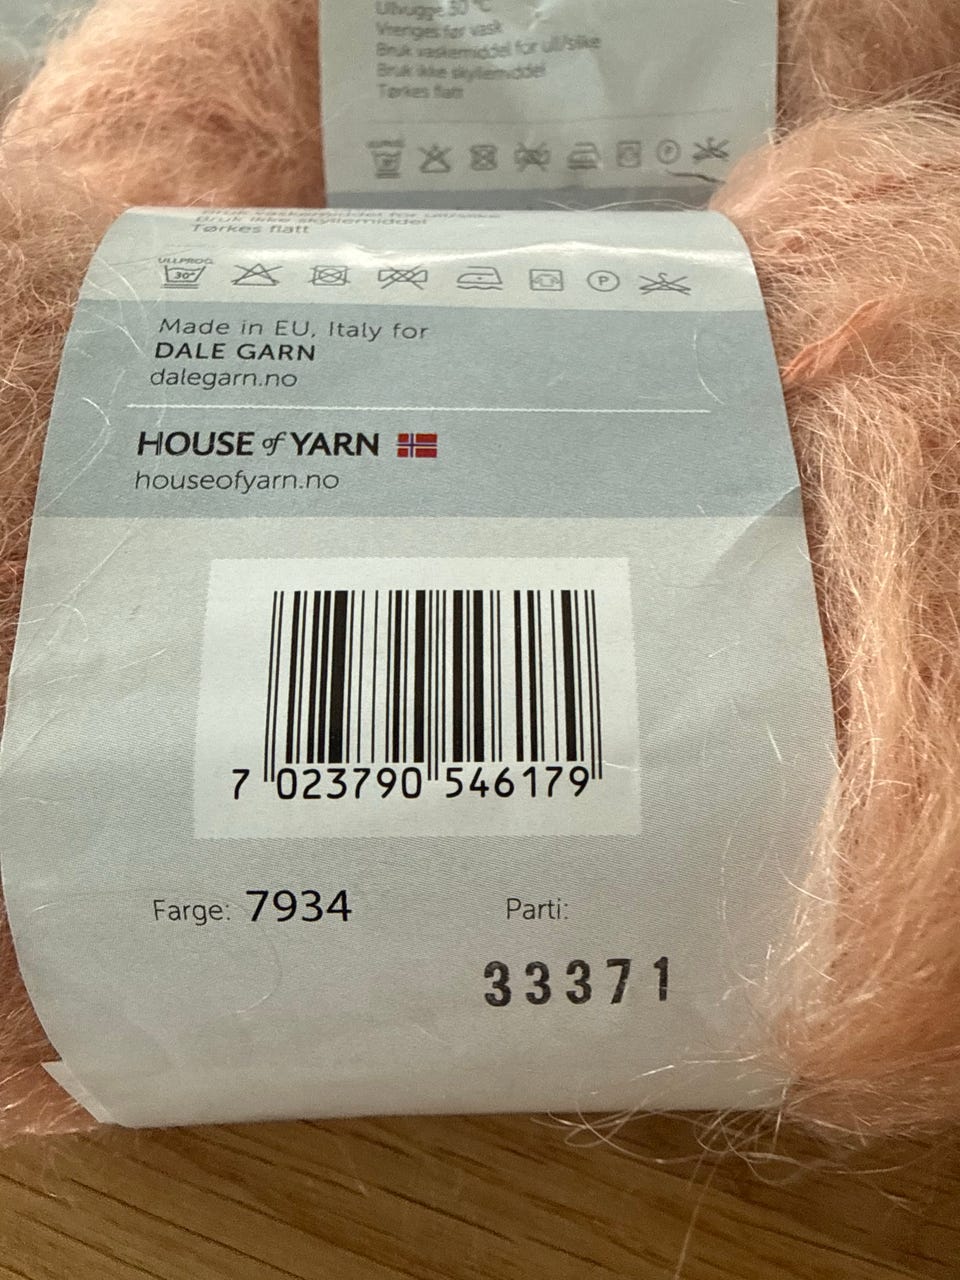 Ullvugge 30 °C
Vrenges før vask
Bruk vaskemiddel for ull/silke
Bruk ikke skyllemiddel
Tørkes flatt
Bruk vaskemiddel for ull/silke
Bruk ikke skyllemiddel
Tørkes flatt
ULLPROG.
30°
P
Made in EU, Italy for
DALE GARN
dalegarn.no
HOUSE of YARN
houseofyarn.no
7 023790 546179
Farge: 7934
Parti:
33371